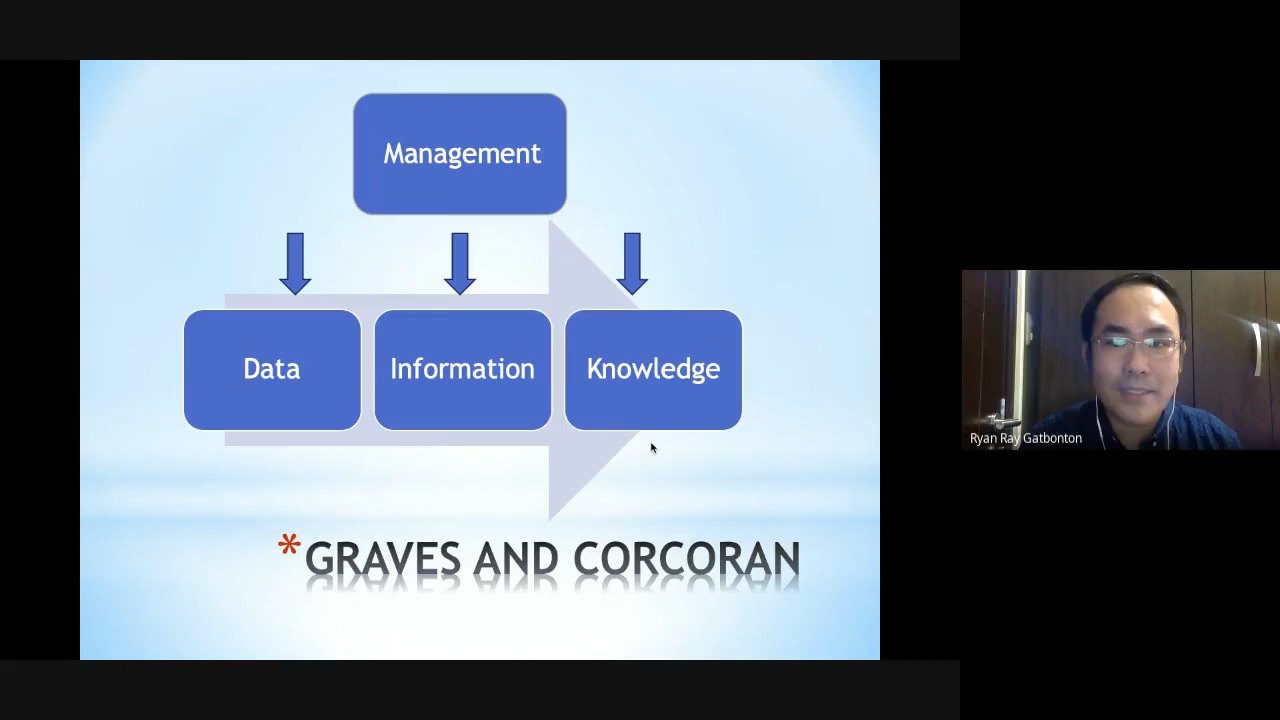 Management
Data
Information
Knowledge
*GRAVES AND CORCORAN
Ryan Ray Gatbonton